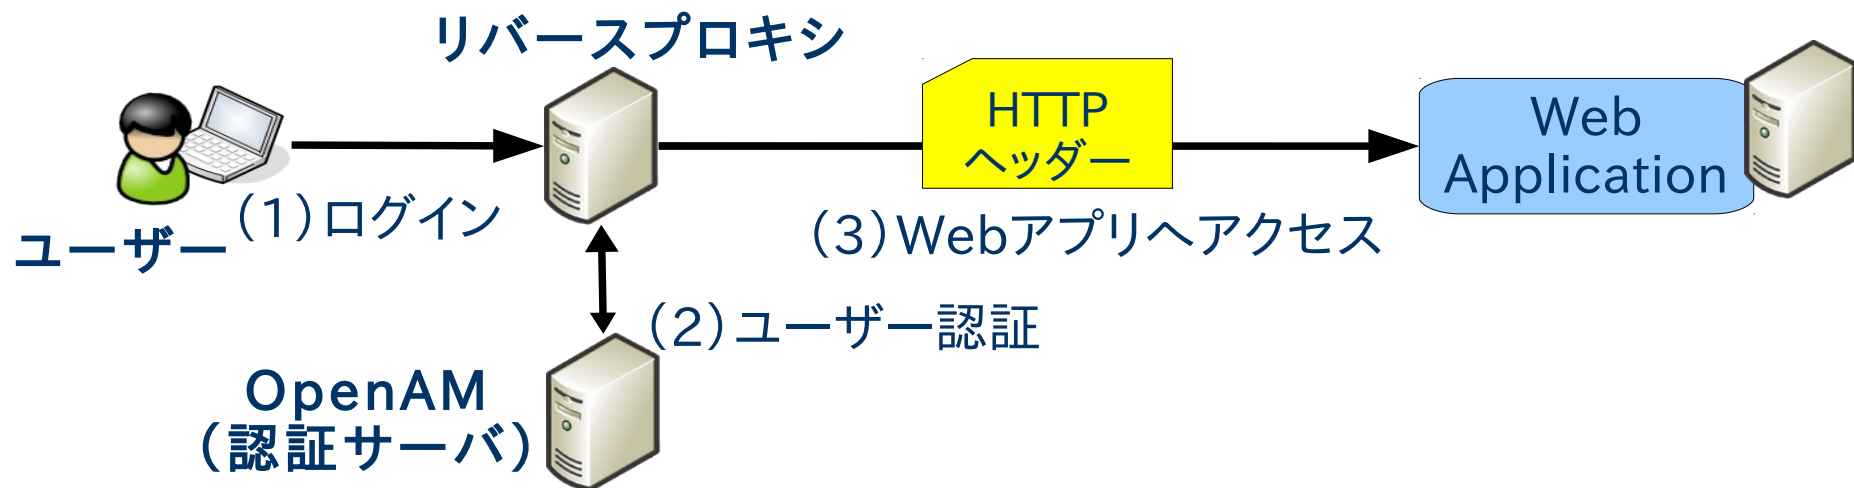 リバースプロキシ
HTTP
ヘッダー
Web
Application
(1)ログイン
ユーザー
(3)Webアプリへアクセス
(2)ユーザー認証
OpenAM
(認証サーバ)